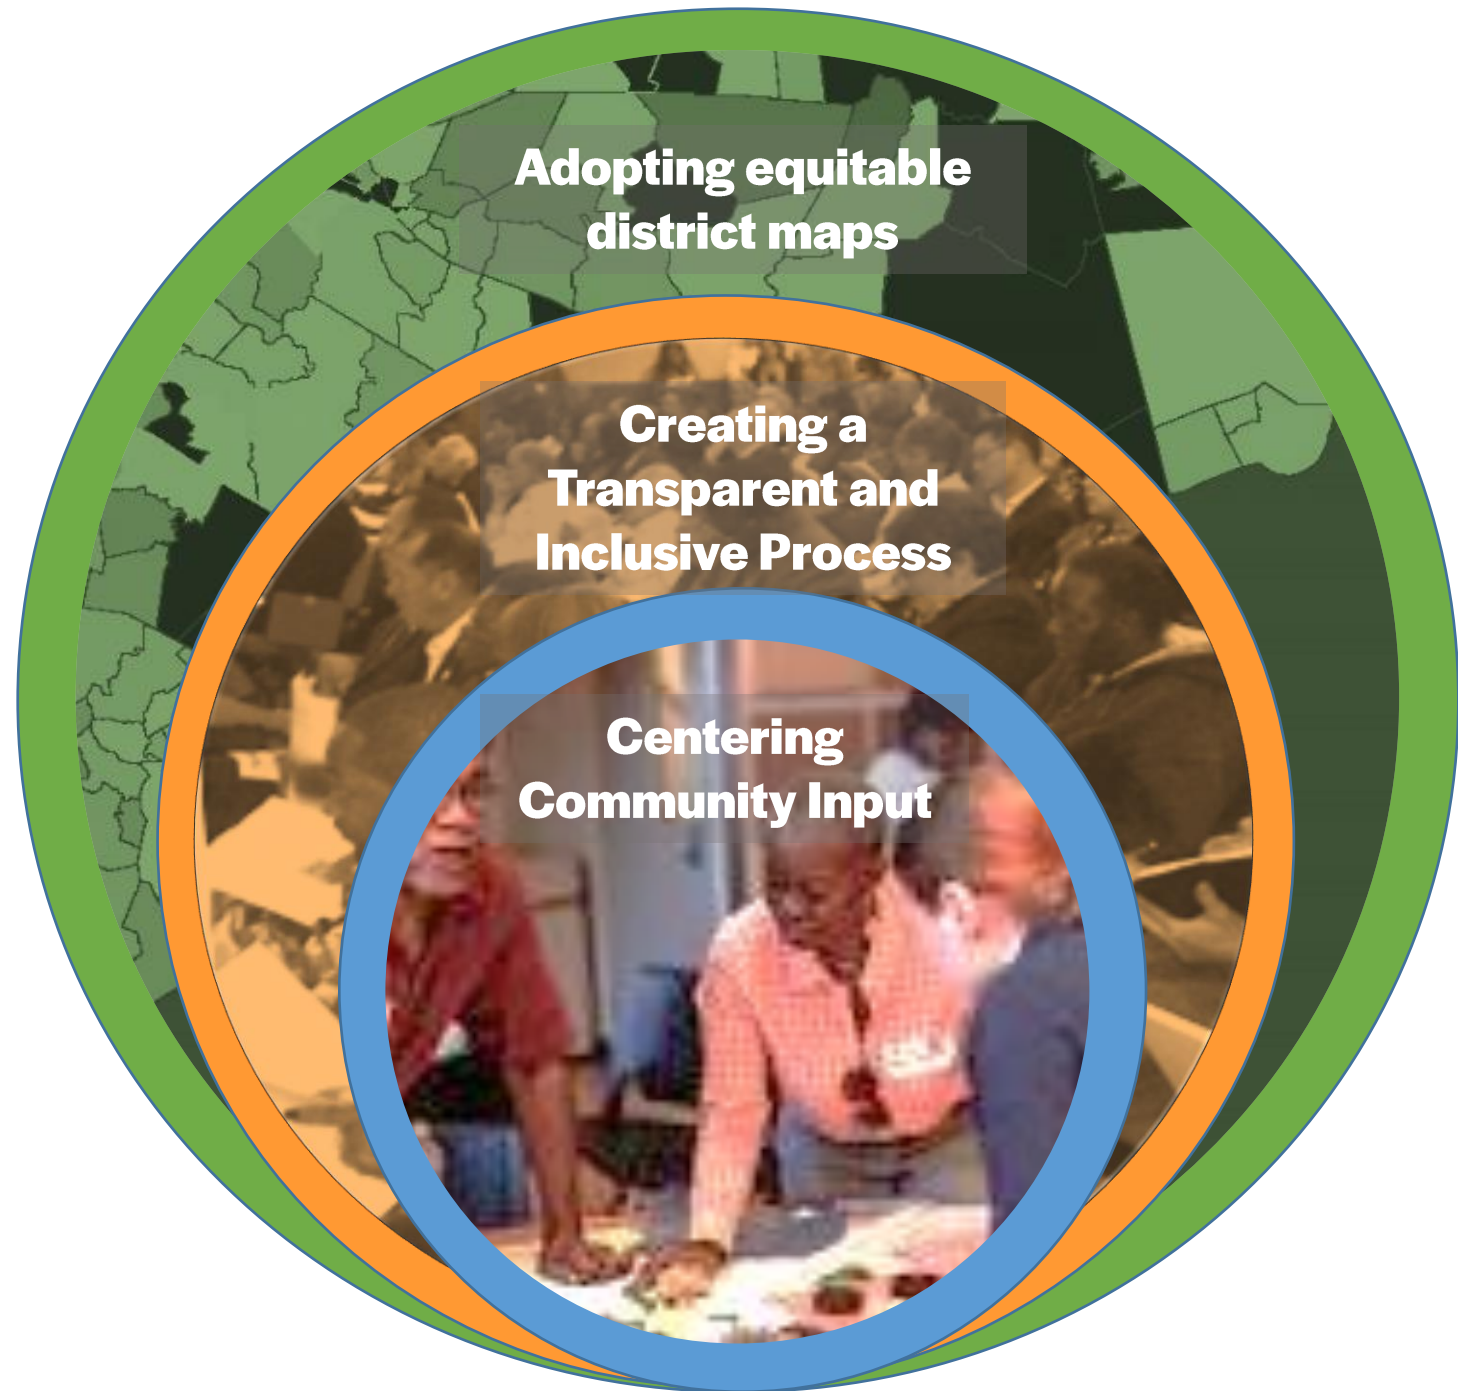 Adopting equitable
district maps
Creating a
Transparent and
Inclusive Process
Centering
Community Input